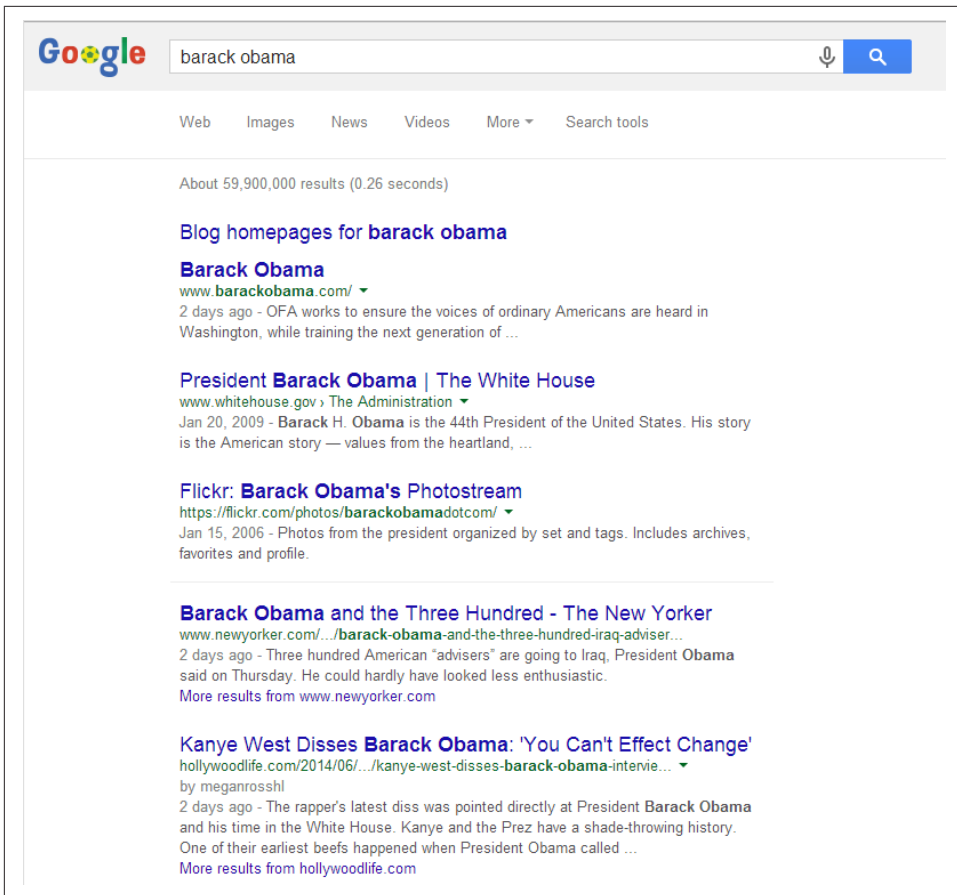 Google
barack obama
Web Images News Videos More Search tools
About 59,900,000 results (0.26 seconds)
Blog homepages for barack obama
Barack Obama
www.barackobama.com/
2 days ago - OFA works to ensure the voices of ordinary Americans are heard in
Washington, while training the next generation of ...
President Barack Obama | The White House
www.whitehouse.gov › The Administration
Jan 20, 2009 - Barack H. Obama is the 44th President of the United States. His story
is the American story — values from the heartland, ...
Flickr: Barack Obama's Photostream
https://flickr.com/photos/barackobamadotcom/
Jan 15, 2006 - Photos from the president organized by set and tags. Includes archives,
favorites and profile.
Barack Obama and the Three Hundred - The New Yorker
www.newyorker.com/.../barack-obama-and-the-three-hundred-iraq-adviser...
2 days ago - Three hundred American “advisers” are going to Iraq, President Obama
said on Thursday. He could hardly have looked less enthusiastic.
More results from www.newyorker.com
Kanye West Disses Barack Obama: 'You Can't Effect Change'
hollywoodlife.com/2014/06/.../kanye-west-disses-barack-obama-intervie...
by meganrosshl
2 days ago - The rapper's latest diss was pointed directly at President Barack Obama
and his time in the White House. Kanye and the Prez have a shade-throwing history.
One of their earliest beefs happened when President Obama called ...
More results from hollywoodlife.com